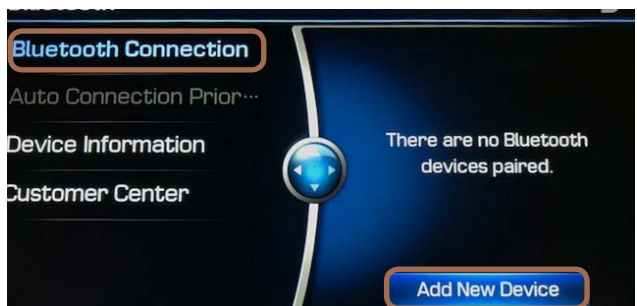 Bluetooth Connection
Auto Connection Prior…
Device Information
Customer Center
There are no Bluetooth
devices paired.
Add New Device